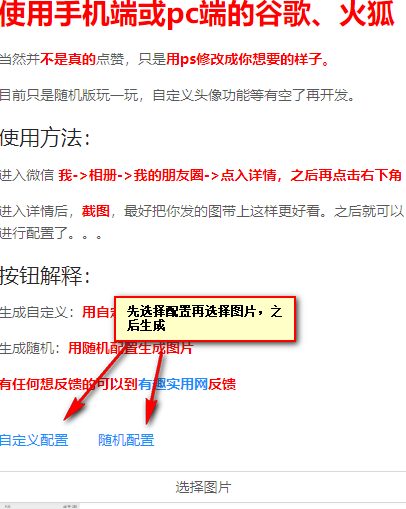 使用手机端或pc端的谷歌、火狐
当然并不是真的点赞，只是用ps修改成你想要的样子。
目前只是随机版玩一玩，自定义头像功能等有空了再开发。
使用方法：
进入微信 我->相册->我的朋友圈->点入详情，之后再点击右下角
进入详情后，截图，最好把你发的图带上这样更好看。之后就可以
进行配置了。。。
按钮解释：
生成自定义：用自
先选择配置再选择图片，之
后生成
生成随机：用随机配置生成图片
有任何想反馈的可以到有趣实用网反馈
自定义配置 随机配置
选择图片